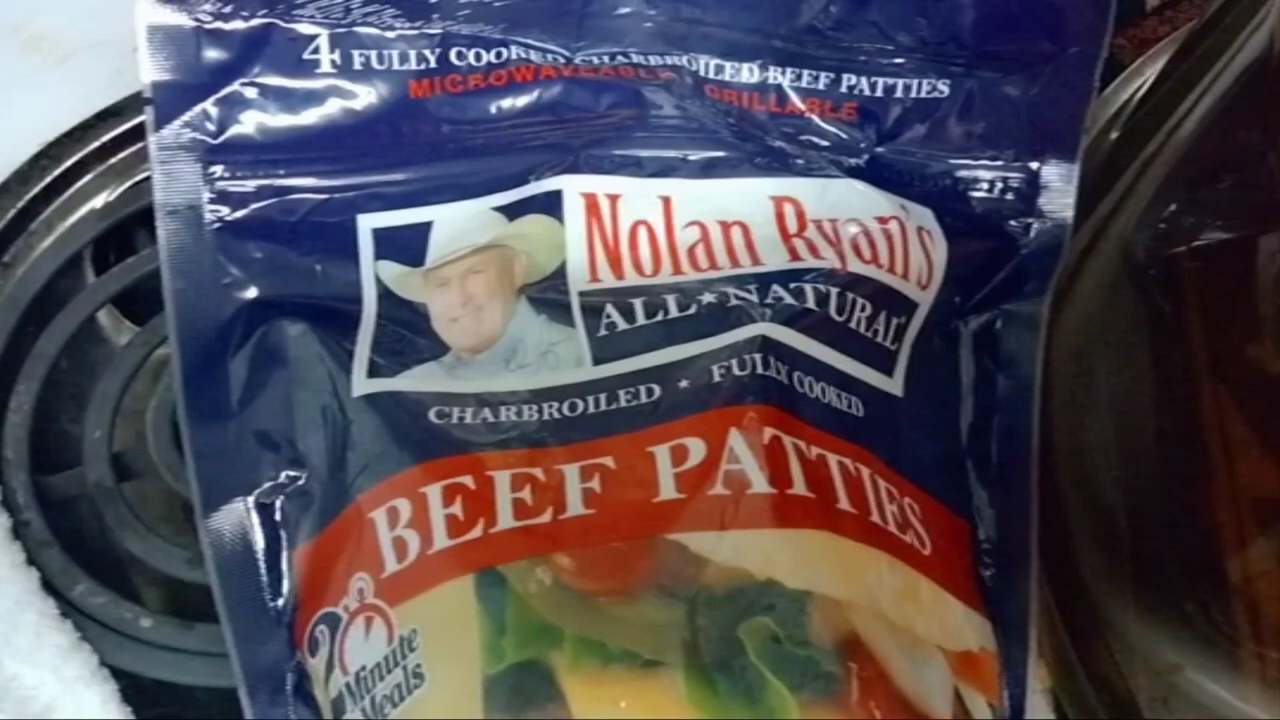 4 FULLY COOKED CHARBROILED BEEF PATTIES
MICROWAVEABLE GRILLABLE
Nolan Ryan's
ALL★NATURAL
CHARBROILED ★ FULLY COOKED
BEEF PATTIES
2 Minute
Meals